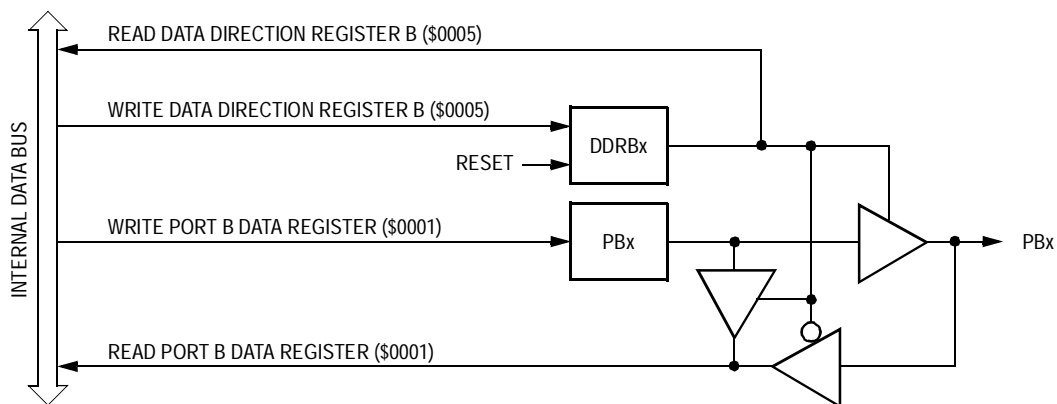 READ DATA DIRECTION REGISTER B ($0005)
WRITE DATA DIRECTION REGISTER B ($0005)
RESET
DDRBx
INTERNAL DATA BUS
WRITE PORT B DATA REGISTER ($0001)
PBx
PBx
READ PORT B DATA REGISTER ($0001)